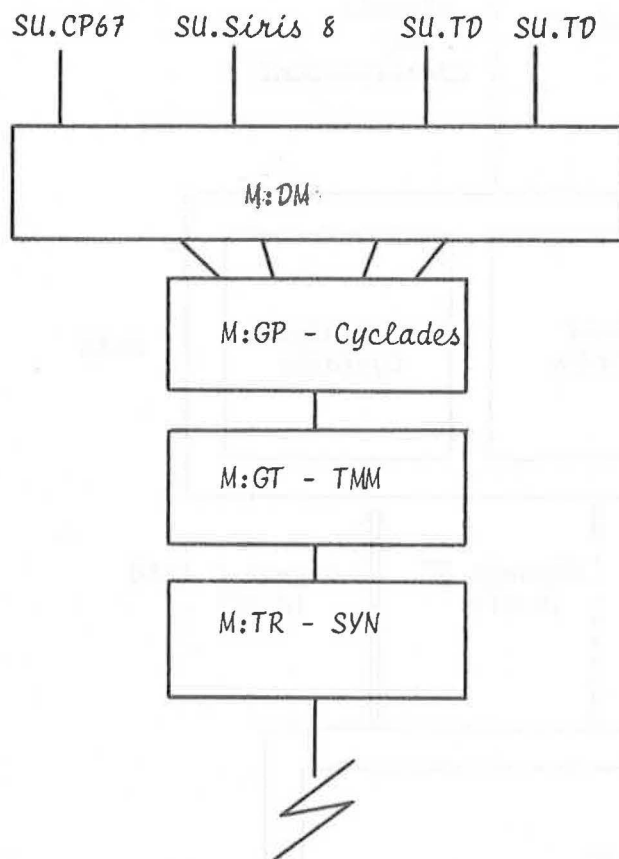 SU.CP67 SU.Siris 8 SU.TD SU.TD
M:DM
M:GP - Cyclades
M:GT - TMM
M:TR - SYN